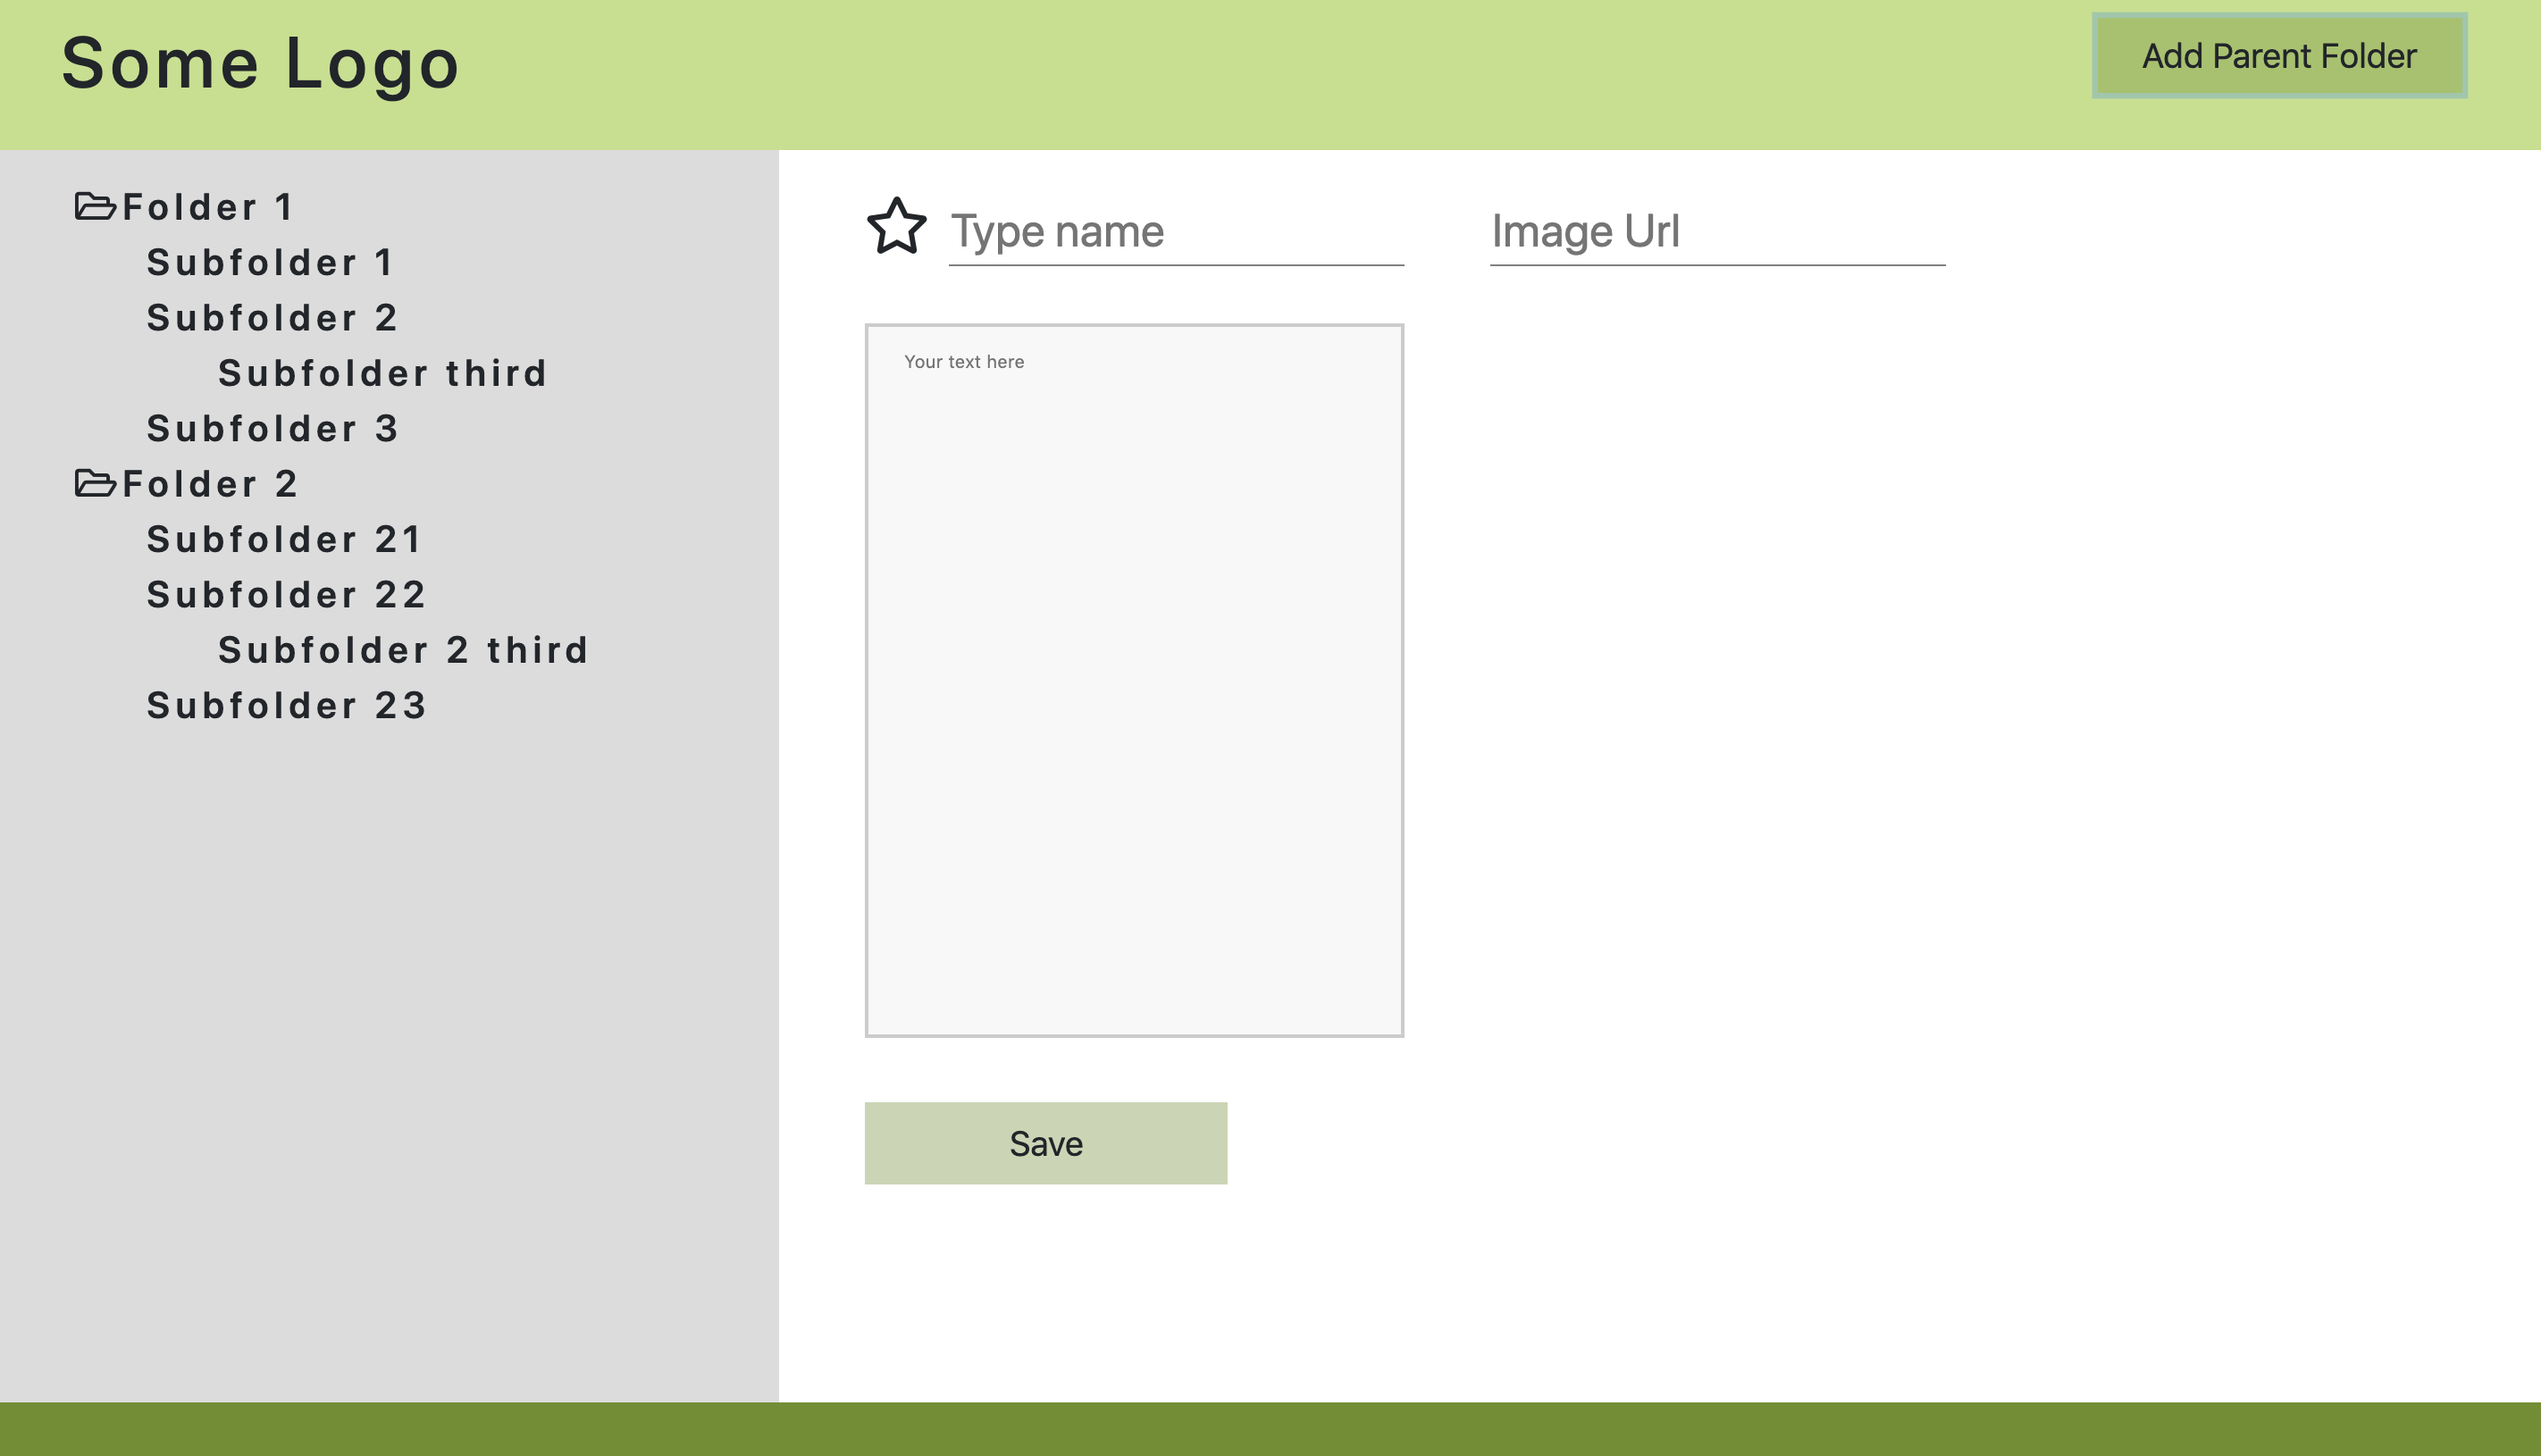 Some Logo
Add Parent Folder
Folder 1
Subfolder 1
Subfolder 2
Subfolder third
Subfolder 3
Folder 2
Subfolder 21
Subfolder 22
Subfolder 2 third
Subfolder 23
Type name
Image Url
Your text here
Save